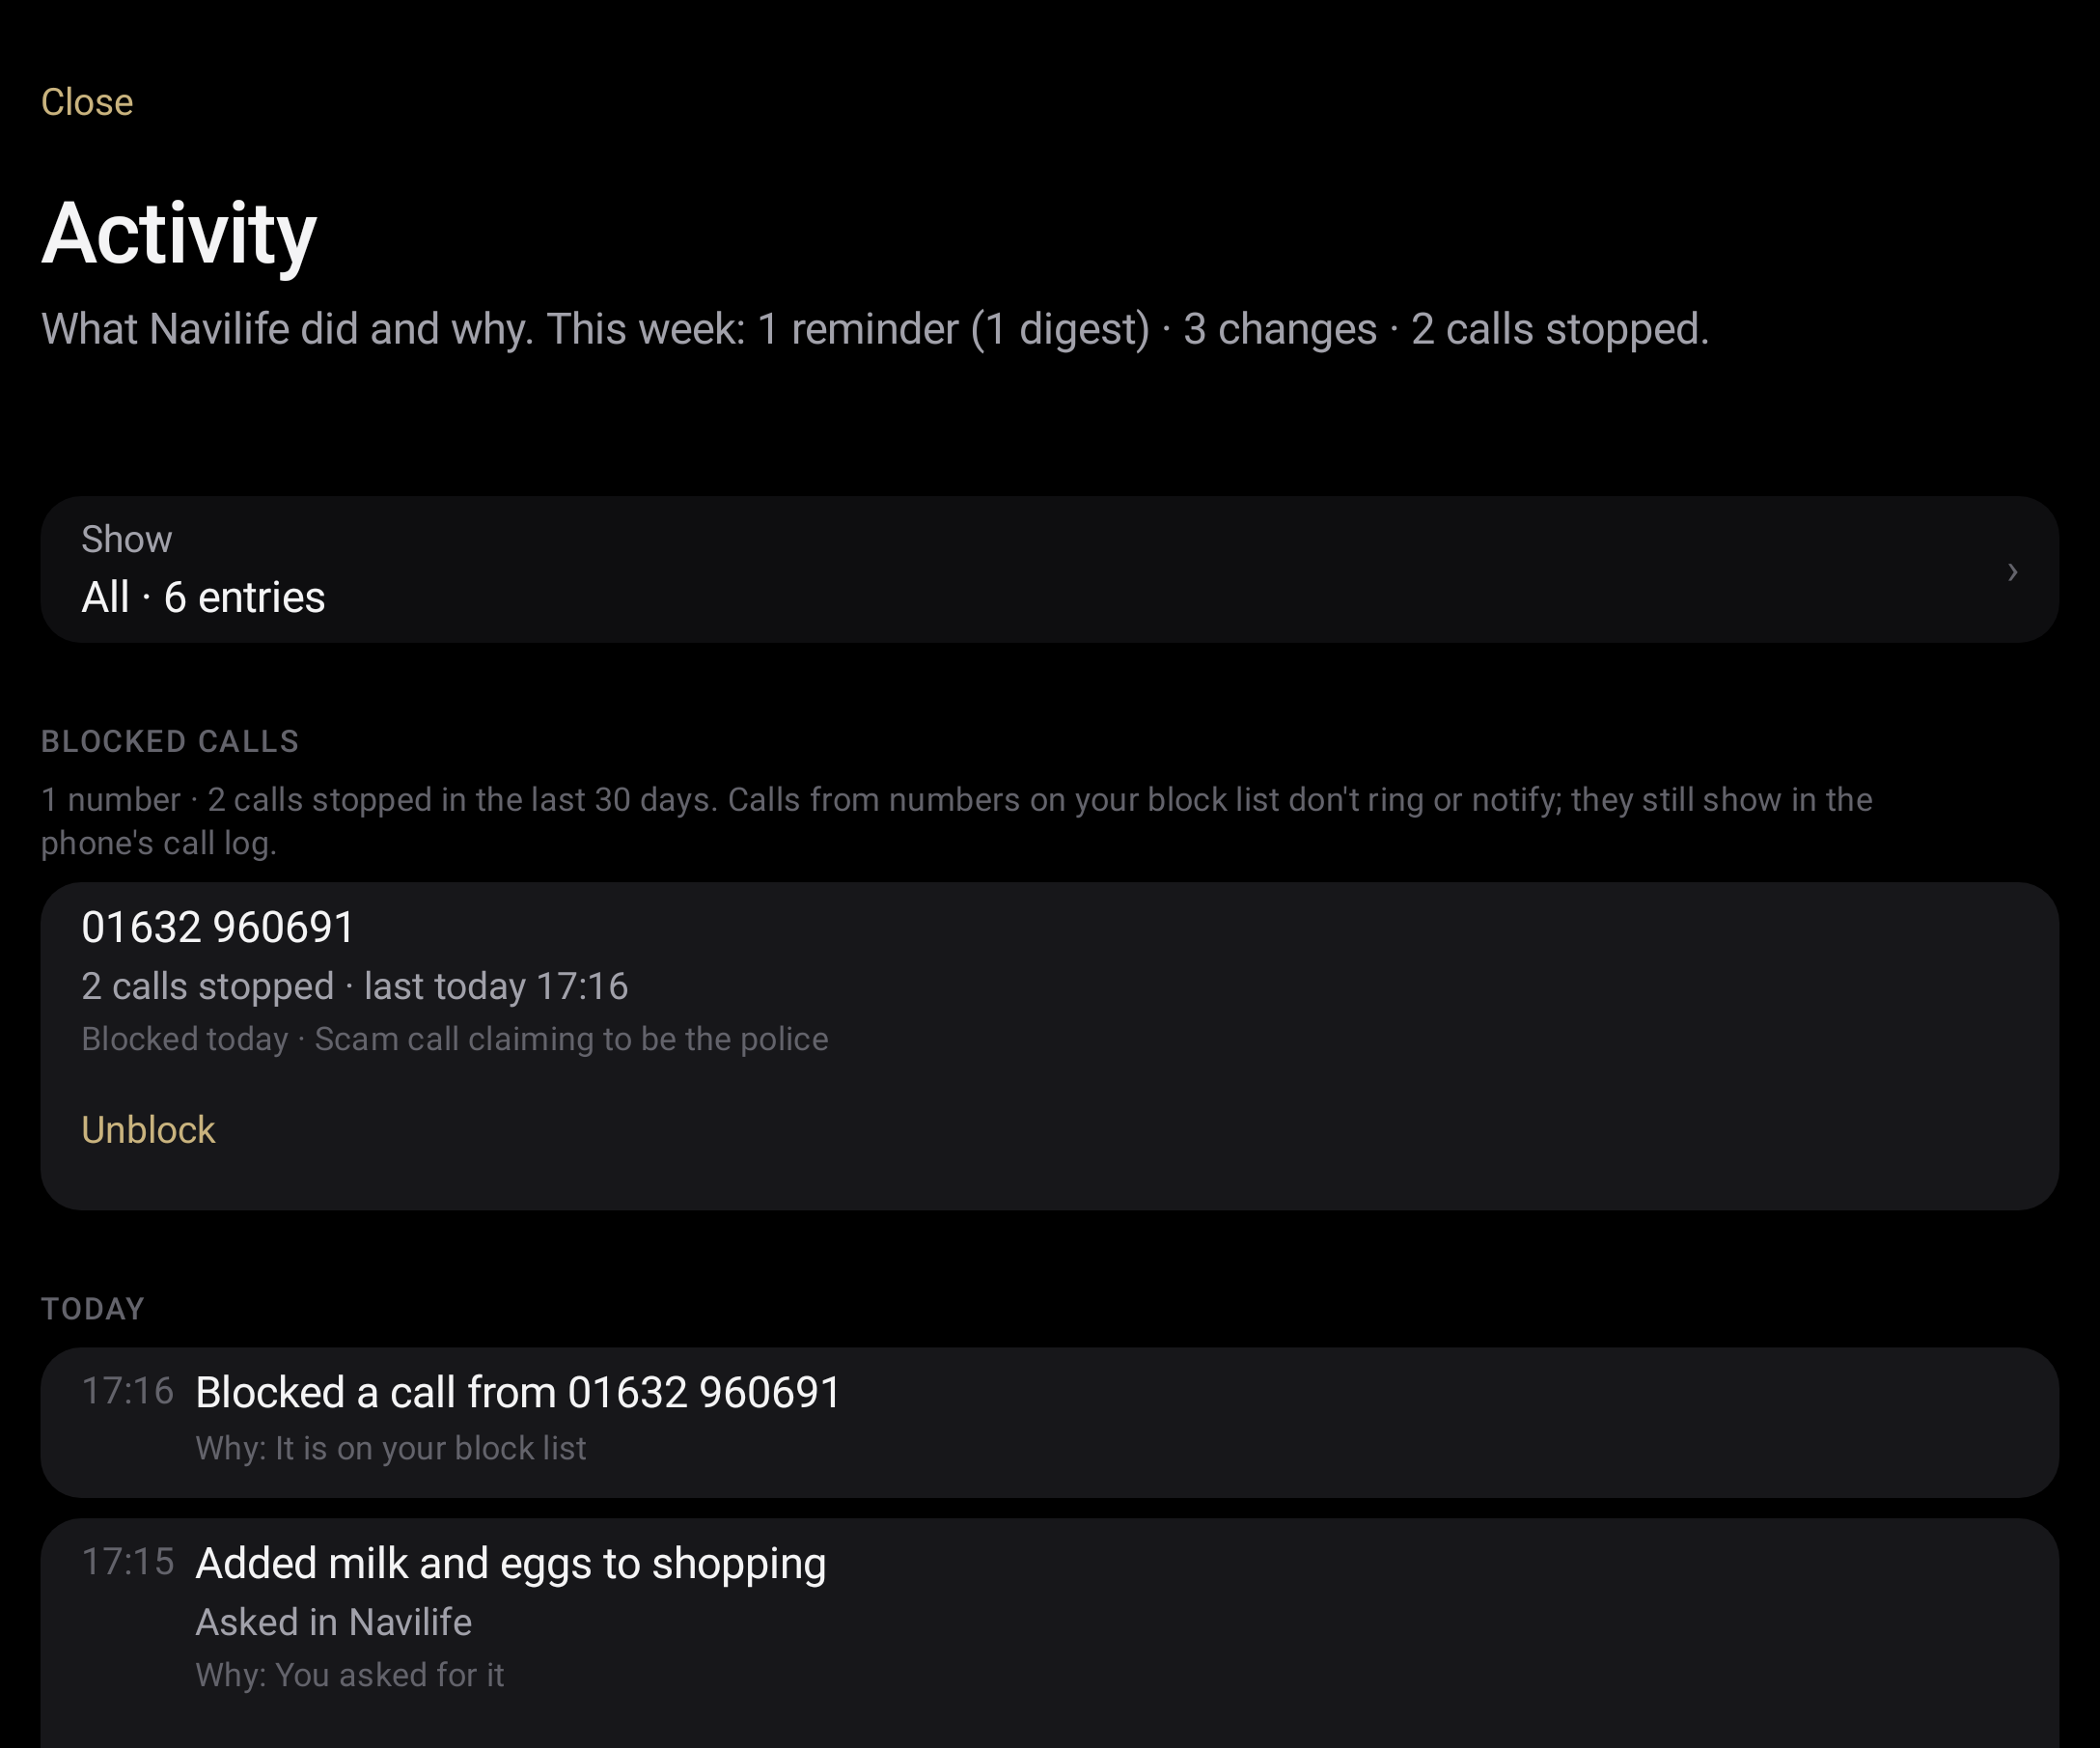 Close
Activity
What Navilife did and why. This week: 1 reminder (1 digest) · 3 changes · 2 calls stopped.
Show
All · 6 entries
›
BLOCKED CALLS
1 number · 2 calls stopped in the last 30 days. Calls from numbers on your block list don't ring or notify; they still show in the
phone's call log.
01632 960691
2 calls stopped · last today 17:16
Blocked today · Scam call claiming to be the police
Unblock
TODAY
17:16 Blocked a call from 01632 960691
Why: It is on your block list
17:15 Added milk and eggs to shopping
Asked in Navilife
Why: You asked for it